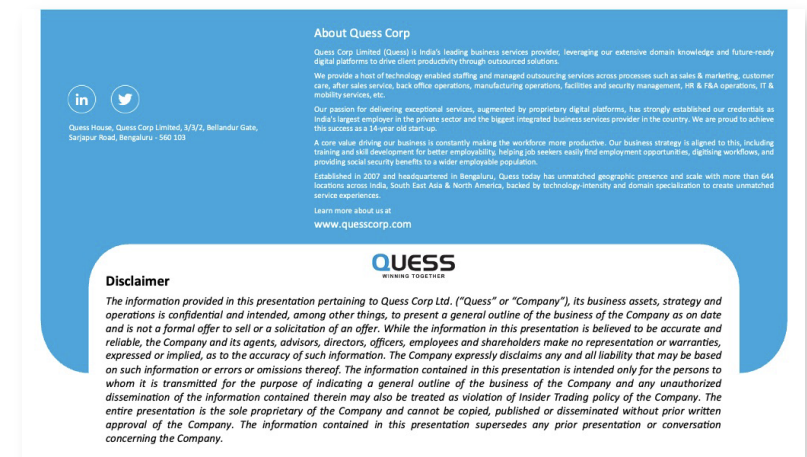 About Quess Corp
Quess Corp Limited (Quess) is India's leading business services provider, leveraging our extensive domain knowledge and future-ready
digital platforms to drive client productivity through outsourced solutions.
We provide a host of technology enabled staffing and managed outsourcing services across processes such as sales & marketing, customer
care, after sales service, back office operations, manufacturing operations, facilities and security management, HR & F&A operations, IT &
mobility services, etc.
Our passion for delivering exceptional services, augmented by proprietary digital platforms, has strongly established our credentials as
India's largest employer in the private sector and the biggest integrated business services provider in the country. We are proud to achieve
this success as a 14-year old start-up.
A core value driving our business is constantly making the workforce more productive. Our business strategy is aligned to this, including
training and skill development for better employability, helping job seekers easily find employment opportunities, digitising workflows, and
providing social security benefits to a wider employable population.
Established in 2007 and headquartered in Bengaluru, Quess today has unmatched geographic presence and scale with more than 644
locations across India, South East Asia & North America, backed by technology-intensity and domain specialization to create unmatched
service experiences.
Learn more about us at
www.quesscorp.com
in
Quess House, Quess Corp Limited, 3/3/2, Bellandur Gate,
Sarjapur Road, Bengaluru - 560 103
QUESS
WINNING TOGETHER
Disclaimer
The information provided in this presentation pertaining to Quess Corp Ltd. ("Quess" or "Company"), its business assets, strategy and
operations is confidential and intended, among other things, to present a general outline of the business of the Company as on date
and is not a formal offer to sell or a solicitation of an offer. While the information in this presentation is believed to be accurate and
reliable, the Company and its agents, advisors, directors, officers, employees and shareholders make no representation or warranties,
expressed or implied, as to the accuracy of such information. The Company expressly disclaims any and all liability that may be based
on such information or errors or omissions thereof. The information contained in this presentation is intended only for the persons to
whom it is transmitted for the purpose of indicating a general outline of the business of the Company and any unauthorized
dissemination of the information contained therein may also be treated as violation of Insider Trading policy of the Company. The
entire presentation is the sole proprietary of the Company and cannot be copied, published or disseminated without prior written
approval of the Company. The information contained in this presentation supersedes any prior presentation or conversation
concerning the Company.